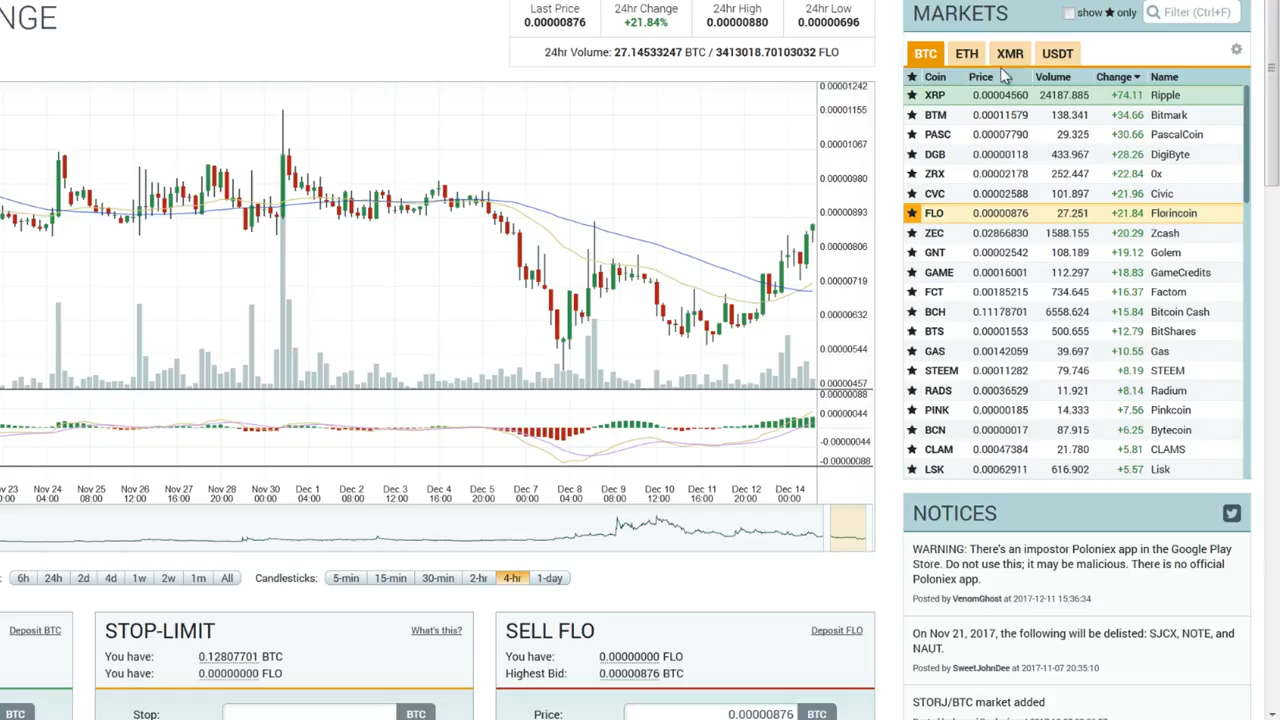 NGE
Last Price 24hr Change 24hr High 24hr Low
0.00000876 +21.84% 0.00000880 0.00000696
24hr Volume: 27.14533247 BTC / 3413018.70103032 FLO
0.00001242
0.00001155
0.00001067
0.00000980
0.00000893
0.00000806
0.00000719
0.00000632
0.00000544
0.00000457
0.00000088
0.00000044
-0.00000044
-0.00000088
ov 23 Nov 24 Nov 25 Nov 26 Nov 27 Nov 28 Nov 30 Dec 1 Dec 2 Dec 3 Dec 4 Dec 5 Dec 7 Dec 8 Dec 9 Dec 10 Dec 11 Dec 12 Dec 14
0:00 04:00 08:00 12:00 16:00 20:00 00:00 04:00 08:00 12:00 16:00 20:00 00:00 04:00 08:00 12:00 16:00 20:00 00:00
: 6h 24h 2d 4d 1w 2w 1m All Candlesticks: 5-min 15-min 30-min 2-hr 4-hr 1-day
Deposit BTC
BTC
STOP-LIMIT What's this?
You have: 0.12807701 BTC
You have: 0.00000000 FLO
Stop: BTC
SELL FLO Deposit FLO
You have: 0.00000000 FLO
Highest Bid: 0.00000876 BTC
Price: 0.00000876 BTC
MARKETS show ★ only Filter (Ctrl+F)
BTC ETH XMR USDT
★ Coin Price Volume Change Name
★ XRP 0.00004560 24187.885 +74.11 Ripple
★ BTM 0.00011579 138.341 +34.66 Bitmark
★ PASC 0.00007790 29.325 +30.66 PascalCoin
★ DGB 0.00000118 433.967 +28.26 DigiByte
★ ZRX 0.00002178 252.447 +22.84 0x
★ CVC 0.00002588 101.897 +21.96 Civic
★ FLO 0.00000876 27.251 +21.84 Florincoin
★ ZEC 0.02866830 1588.155 +20.29 Zcash
★ GNT 0.00002542 108.189 +19.12 Golem
★ GAME 0.00016001 112.297 +18.83 GameCredits
★ FCT 0.00185215 734.645 +16.37 Factom
★ BCH 0.11178701 6558.624 +15.84 Bitcoin Cash
★ BTS 0.00001553 500.655 +12.79 BitShares
★ GAS 0.00142059 39.697 +10.55 Gas
★ STEEM 0.00011282 79.746 +8.19 STEEM
★ RADS 0.00036529 11.921 +8.14 Radium
★ PINK 0.00000185 14.333 +7.56 Pinkcoin
★ BCN 0.00000017 87.915 +6.25 Bytecoin
★ CLAM 0.00047384 21.780 +5.81 CLAMS
★ LSK 0.00062911 616.902 +5.57 Lisk
NOTICES
WARNING: There's an impostor Poloniex app in the Google Play
Store. Do not use this; it may be malicious. There is no official
Poloniex app.
Posted by VenomGhost at 2017-12-11 15:36:34
On Nov 21, 2017, the following will be delisted: SJCX, NOTE, and
NAUT.
Posted by SweetJohnDee at 2017-11-07 20:35:10
STORJ/BTC market added